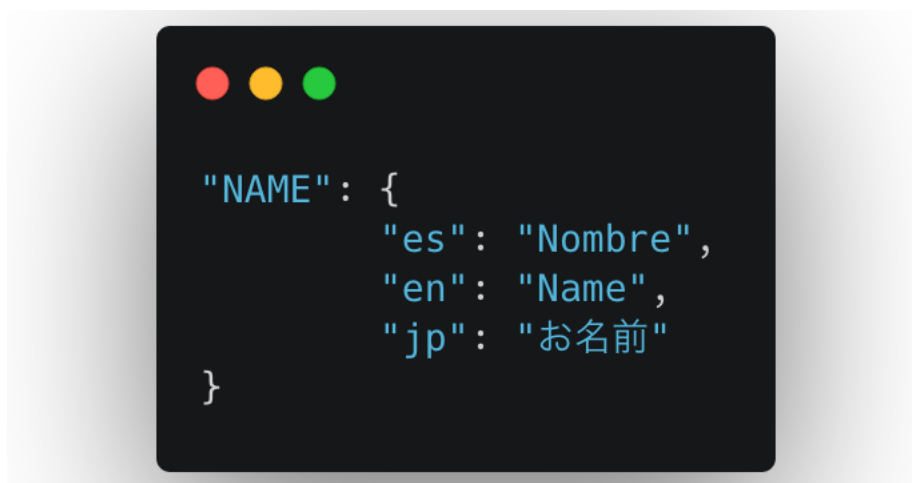 "NAME": {
"es": "Nombre",
"en": "Name",
"jp": "お名前"
}